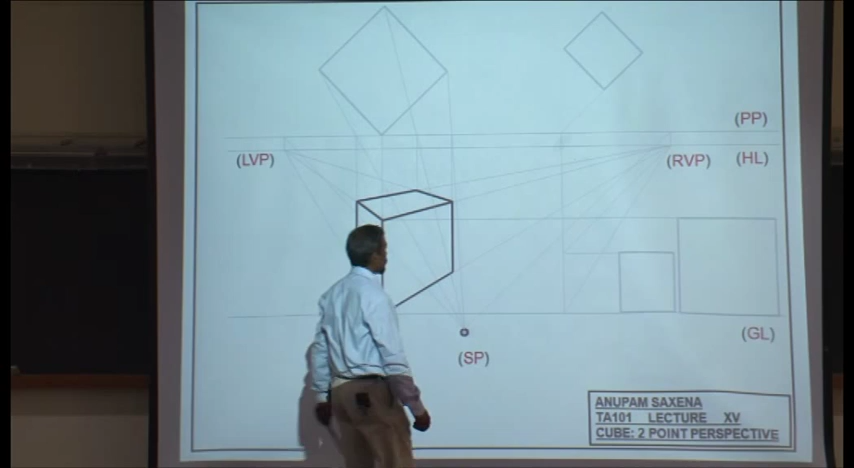 (PP)
(LVP)
(RVP)
(HL)
(GL)
(SP)
ANUPAM SAXENA
TA101 LECTURE XV
CUBE: 2 POINT PERSPECTIVE